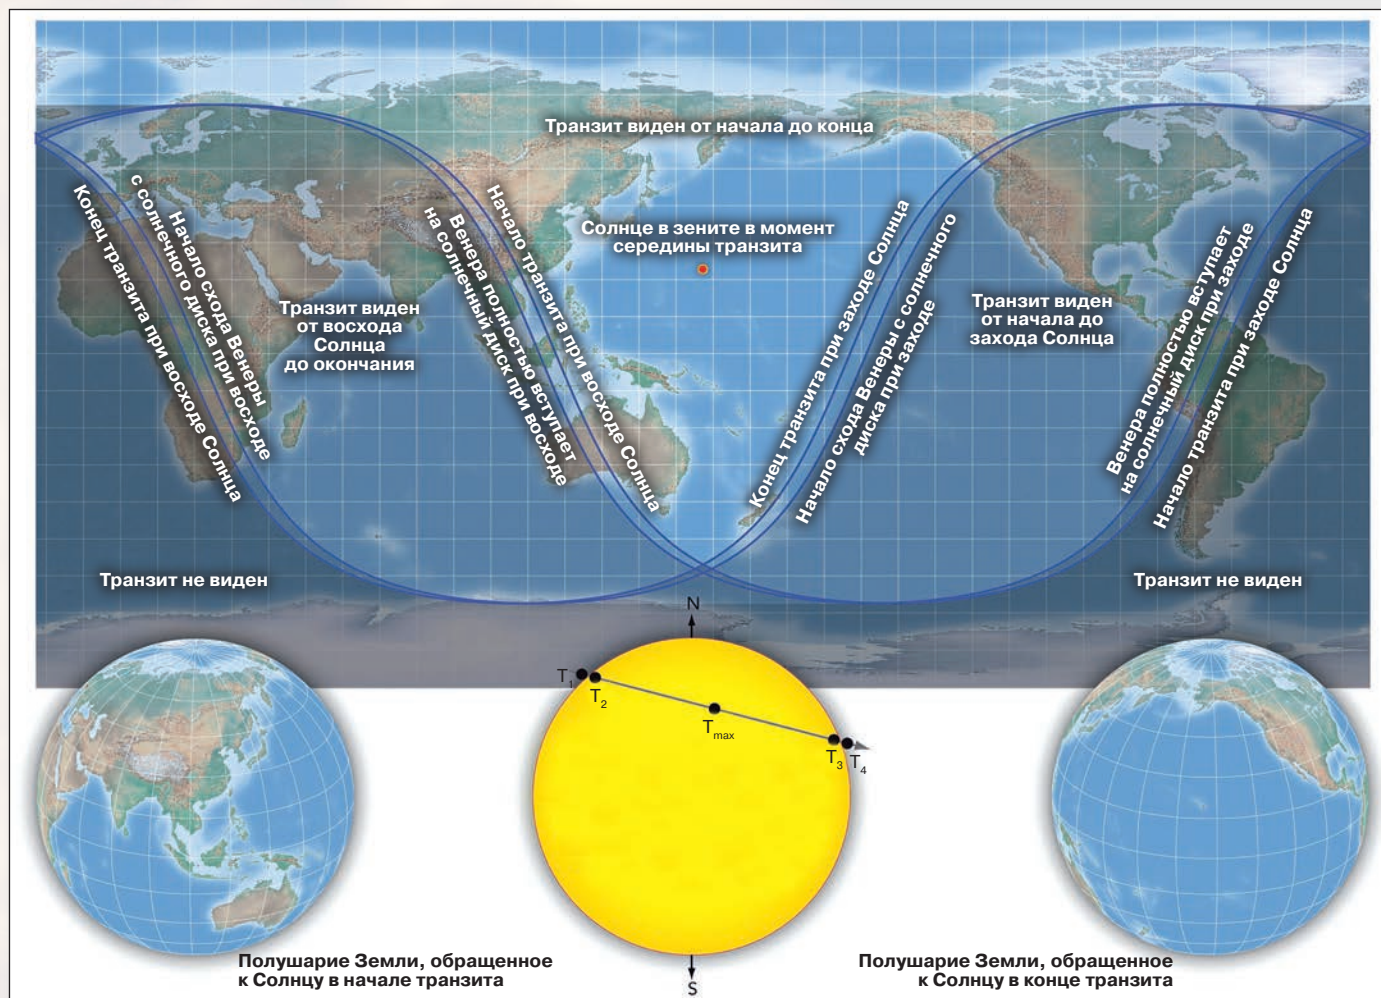 Транзит виден от начала до конца
Солнце в зените в момент
середины транзита
Конец транзита при восходе Солнца
Начало схода Венеры
с солнечного диска при восходе
Транзит виден
от восхода
Солнца
до окончания
Венера полностью вступает
на солнечный диск при восходе
Начало транзита при восходе Солнца
Конец транзита при заходе Солнца
Начало схода Венеры с солнечного
диска при заходе
Транзит виден
от начала до
захода Солнца
Венера полностью вступает
на солнечный диск при заходе
Начало транзита при заходе Солнца
Транзит не виден
Транзит не виден
N
T1
T2
Tmax
T3
T4
S
Полушарие Земли, обращенное
к Солнцу в начале транзита
Полушарие Земли, обращенное
к Солнцу в конце транзита